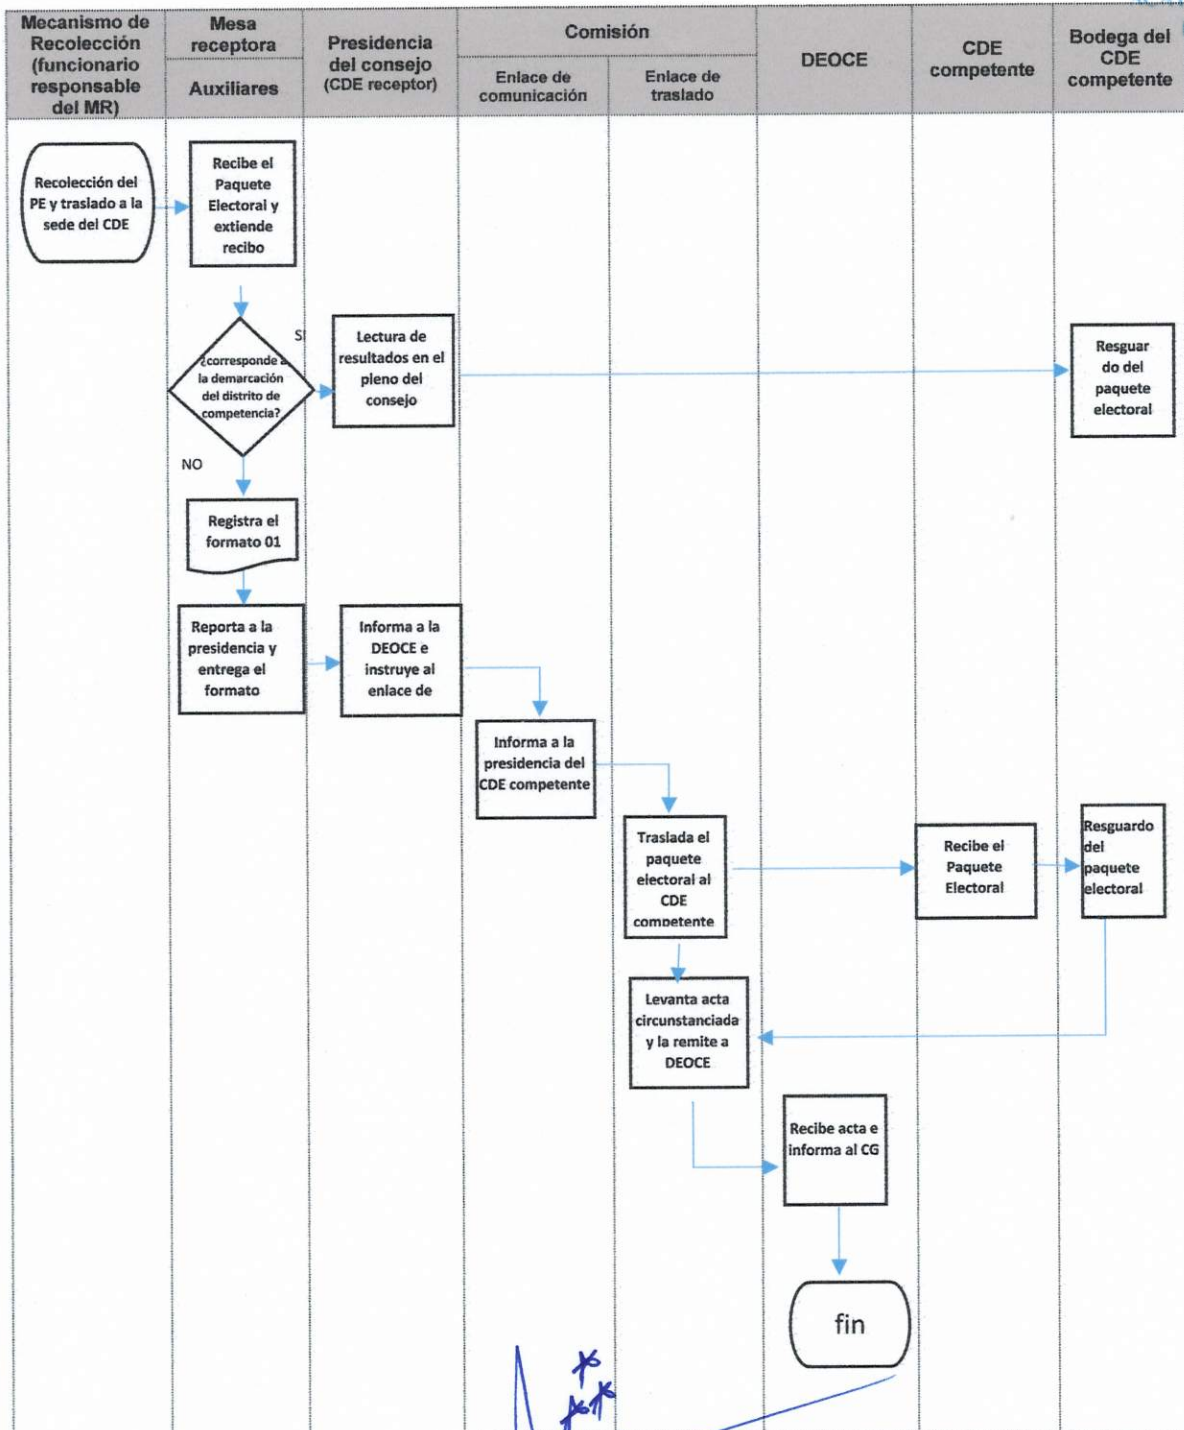 Mecanismo de
Recolección
(funcionario
responsable
del MR)
Mesa
receptora
Auxiliares
Presidencia
del consejo
(CDE receptor)
Comisión
Enlace de
comunicación
Enlace de
traslado
DEOCE
CDE
competente
Bodega del
CDE
competente
Recolección del
PE y traslado a la
sede del CDE
Recibe el
Paquete
Electoral y
extiende
recibo
SI
¿corresponde a
la demarcación
del distrito de
competencia?
Lectura de
resultados en el
pleno del
consejo
Resguar
do del
paquete
electoral
NO
Registra el
formato 01
Reporta a la
presidencia y
entrega el
formato
Informa a la
DEOCE e
instruye al
enlace de
Informa a la
presidencia del
CDE competente
Traslada el
paquete
electoral al
CDE
competente
Recibe el
Paquete
Electoral
Resguardo
del
paquete
electoral
Levanta acta
circunstanciada
y la remite a
DEOCE
Recibe acta e
informa al CG
fin